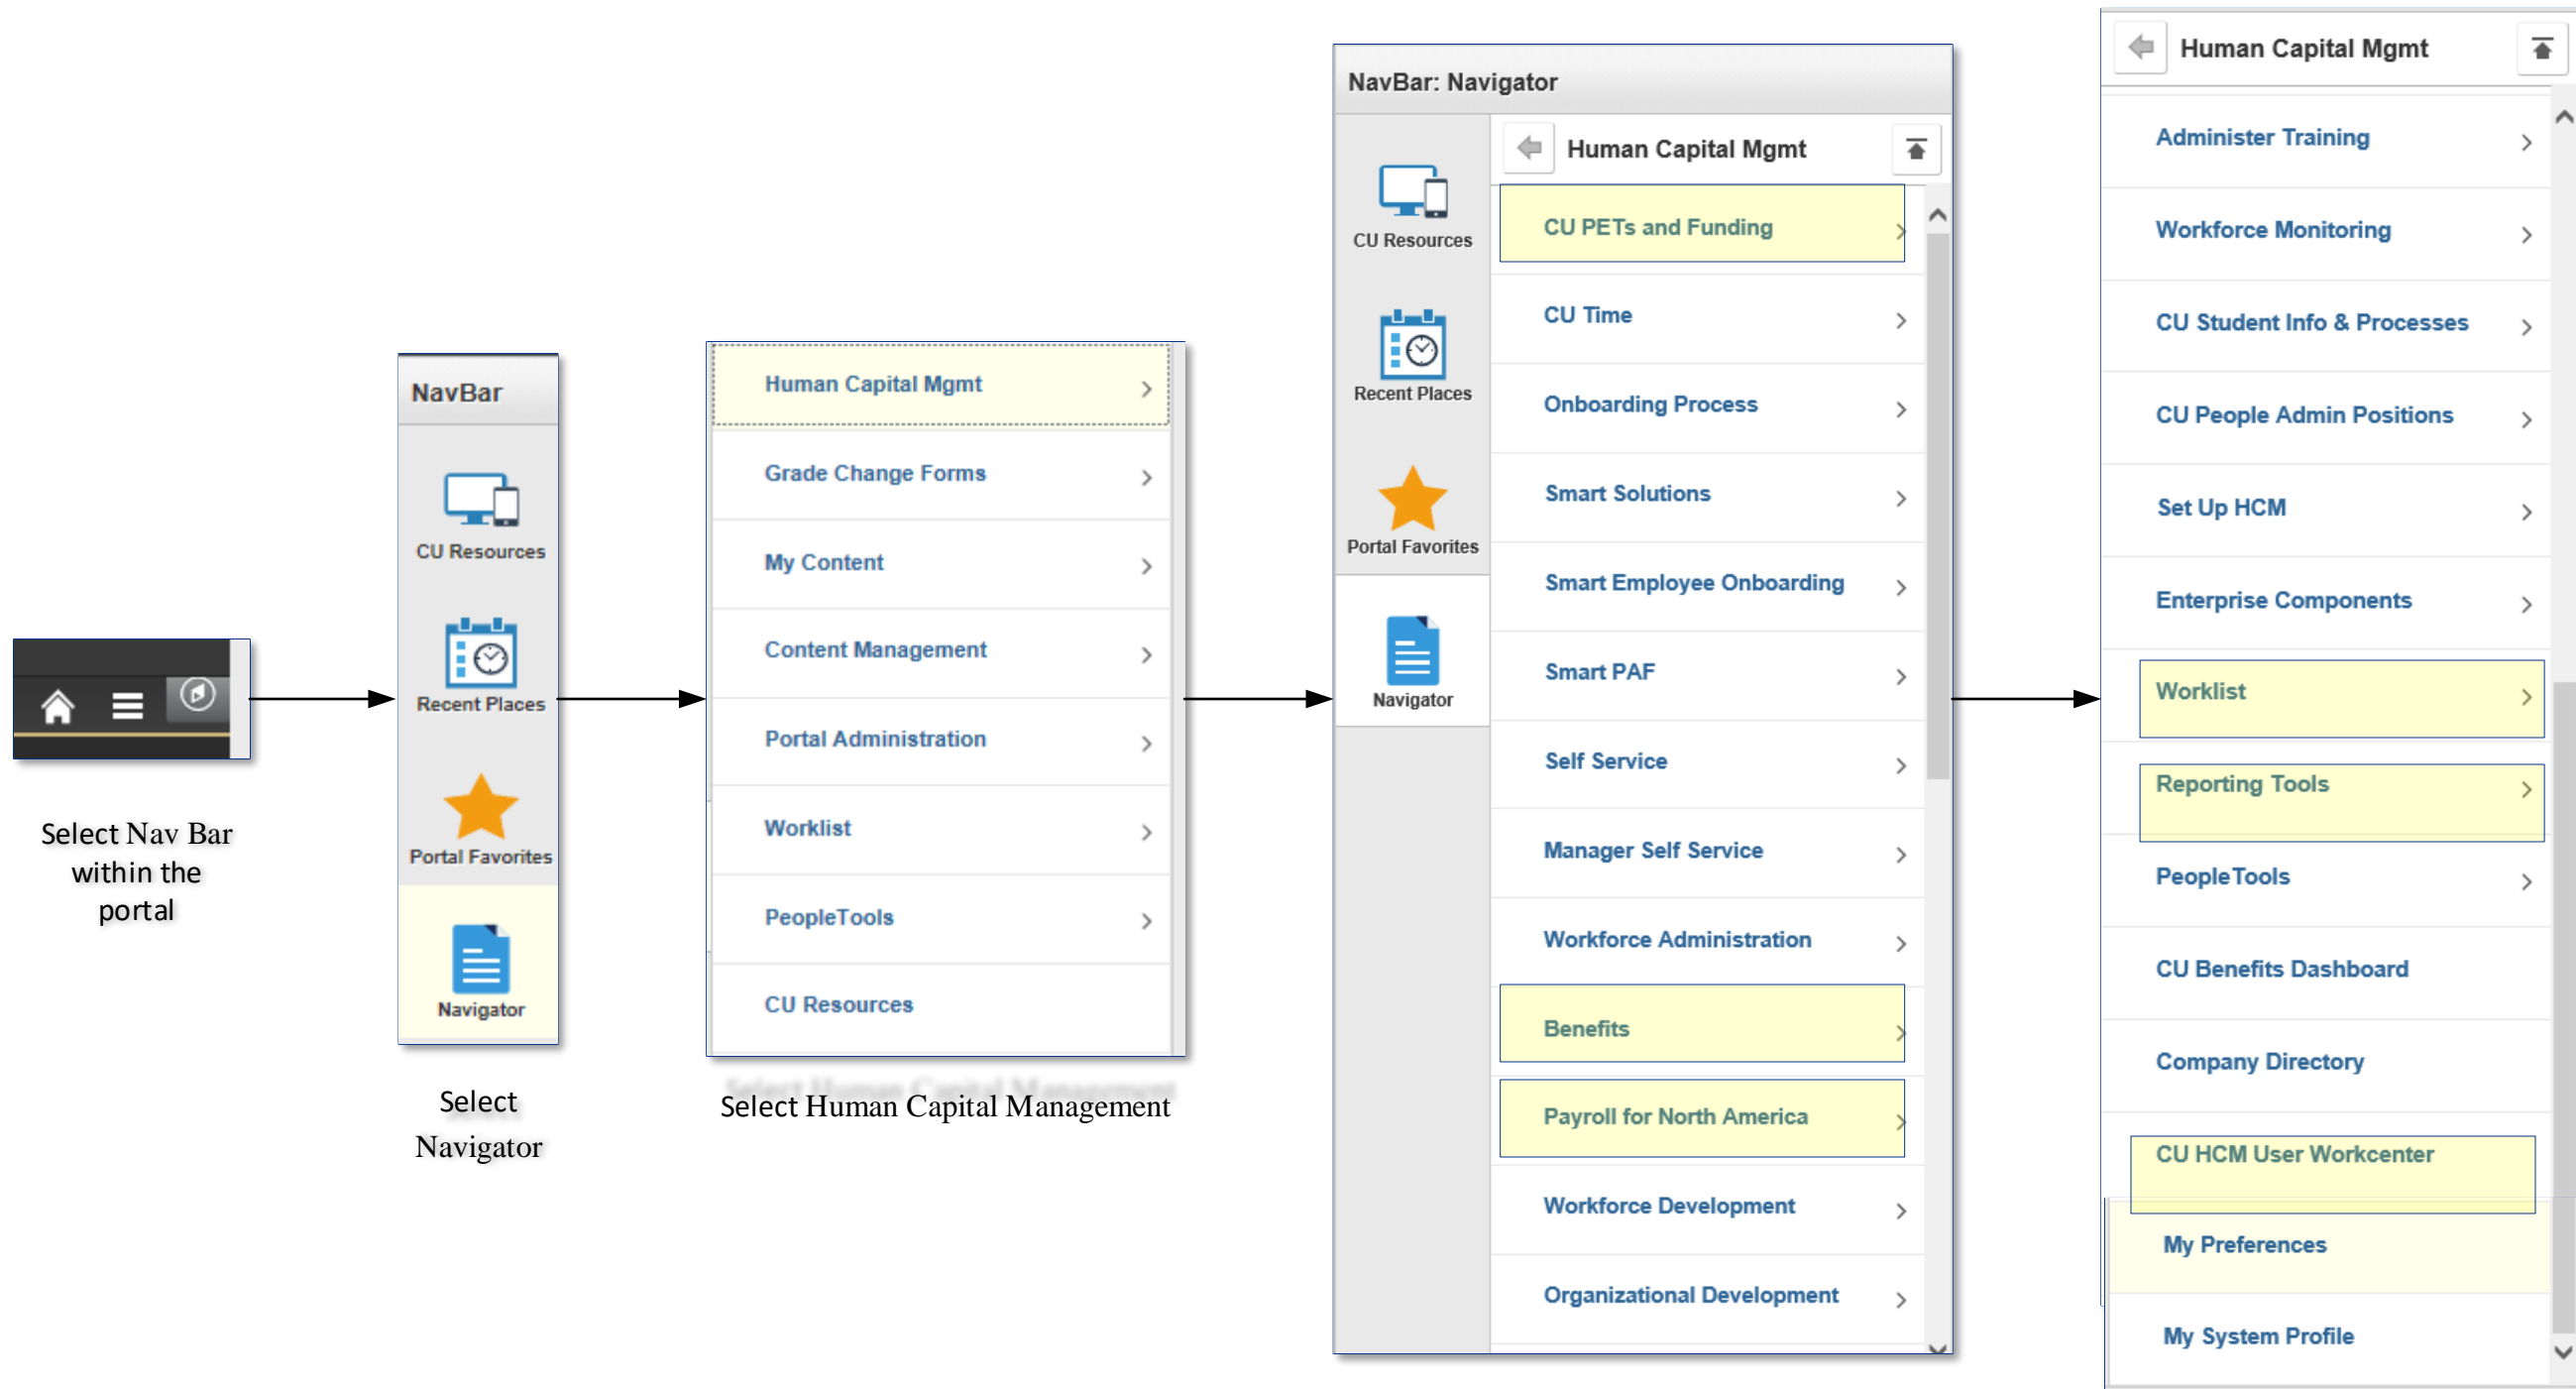 Select Nav Bar
within the
portal
NavBar
CU Resources
Recent Places
Portal Favorites
Navigator
Select
Navigator
Human Capital Mgmt
Grade Change Forms
My Content
Content Management
Portal Administration
Worklist
PeopleTools
CU Resources
Select Human Capital Management
NavBar: Navigator
CU Resources
Recent Places
Portal Favorites
Navigator
Human Capital Mgmt
CU PETs and Funding
CU Time
Onboarding Process
Smart Solutions
Smart Employee Onboarding
Smart PAF
Self Service
Manager Self Service
Workforce Administration
Benefits
Payroll for North America
Workforce Development
Organizational Development
Human Capital Mgmt
Administer Training
Workforce Monitoring
CU Student Info & Processes
CU People Admin Positions
Set Up HCM
Enterprise Components
Worklist
Reporting Tools
PeopleTools
CU Benefits Dashboard
Company Directory
CU HCM User Workcenter
My Preferences
My System Profile